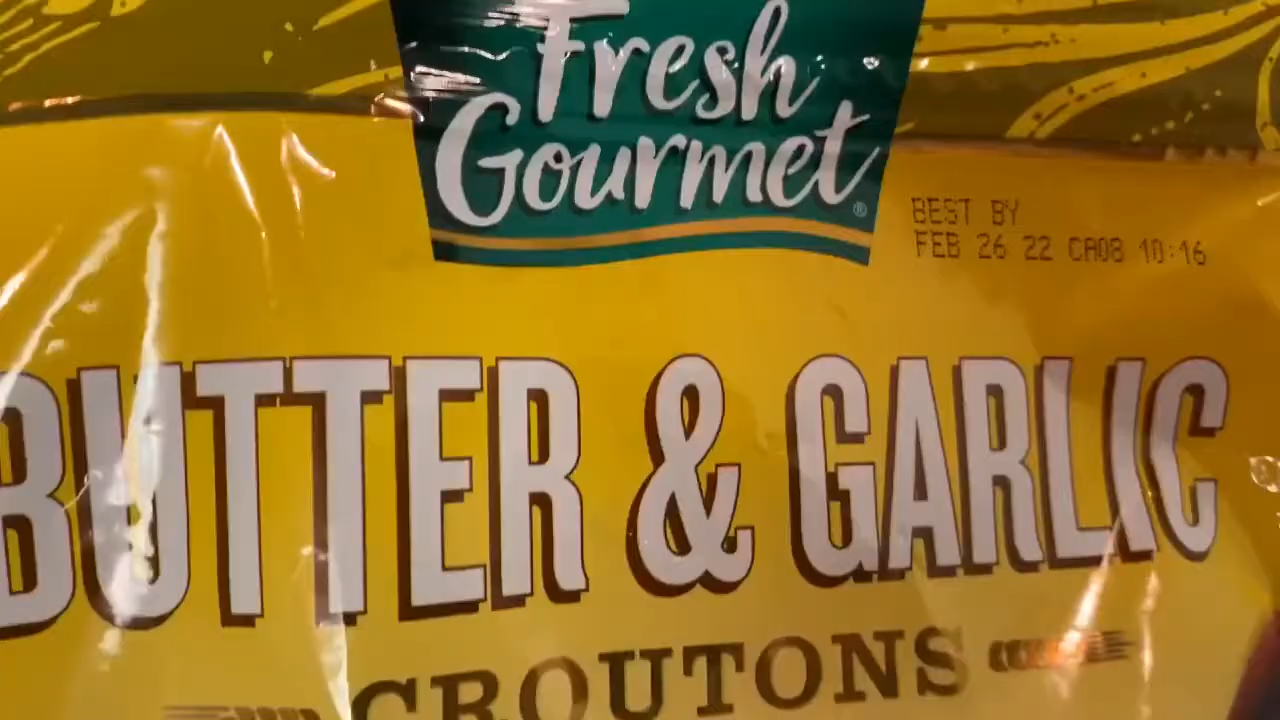 Fresh
Gourmet®
BEST BY
FEB 26 22 CA08 10:16
BUTTER & GARLIC
CROUTONS